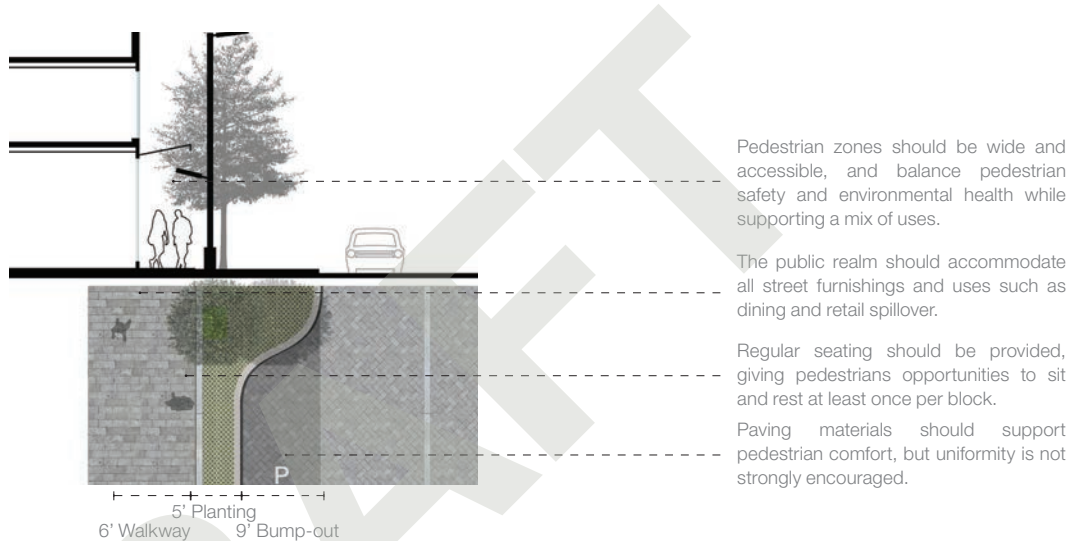 Pedestrian zones should be wide and
accessible, and balance pedestrian
safety and environmental health while
supporting a mix of uses.
The public realm should accommodate
all street furnishings and uses such as
dining and retail spillover.
Regular seating should be provided,
giving pedestrians opportunities to sit
and rest at least once per block.
Paving materials should support
pedestrian comfort, but uniformity is not
strongly encouraged.
P
5' Planting
6' Walkway 9' Bump-out
RAFT